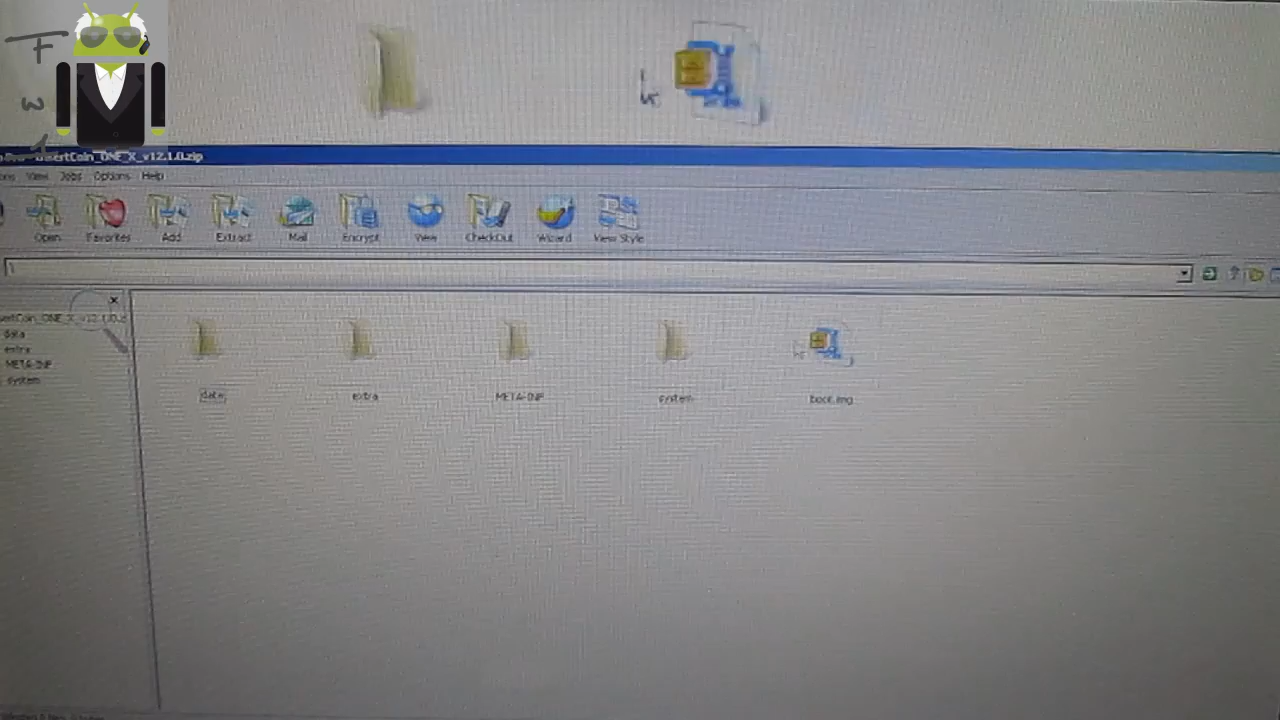 InsertCoin_ONE_X_v12.1.0.zip
View Jobs Options Help
Open Favorites Add Extract Mail Encrypt View CheckOut Wizard View Style
\
data
extra
META-INF
system
data extra META-INF system boot.img